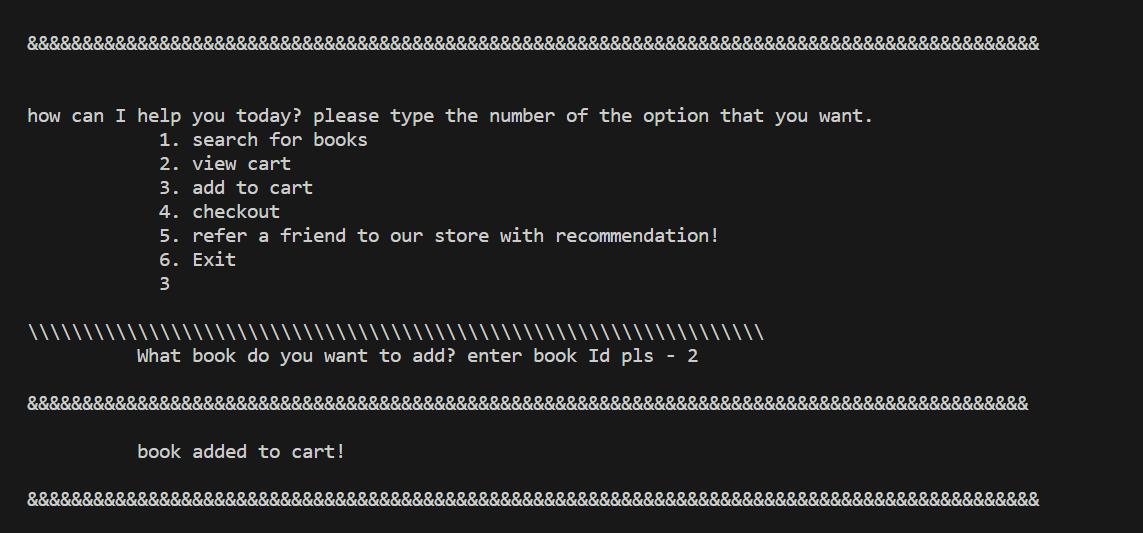 &&&&&&&&&&&&&&&&&&&&&&&&&&&&&&&&&&&&&&&&&&&&&&&&&&&&&&&&&&&&&&&&&&&&&&&&&&&&&&&&&&&&&&&&&&&&
how can I help you today? please type the number of the option that you want.
1. search for books
2. view cart
3. add to cart
4. checkout
5. refer a friend to our store with recommendation!
6. Exit
3
\\\\\\\\\\\\\\\\\\\\\\\\\\\\\\\\\\\\\\\\\\\\\\\\\\\\\\\\\\\\\\\\\\\
What book do you want to add? enter book Id pls - 2
&&&&&&&&&&&&&&&&&&&&&&&&&&&&&&&&&&&&&&&&&&&&&&&&&&&&&&&&&&&&&&&&&&&&&&&&&&&&&&&&&&&&&&&&&&&
book added to cart!
&&&&&&&&&&&&&&&&&&&&&&&&&&&&&&&&&&&&&&&&&&&&&&&&&&&&&&&&&&&&&&&&&&&&&&&&&&&&&&&&&&&&&&&&&&&&